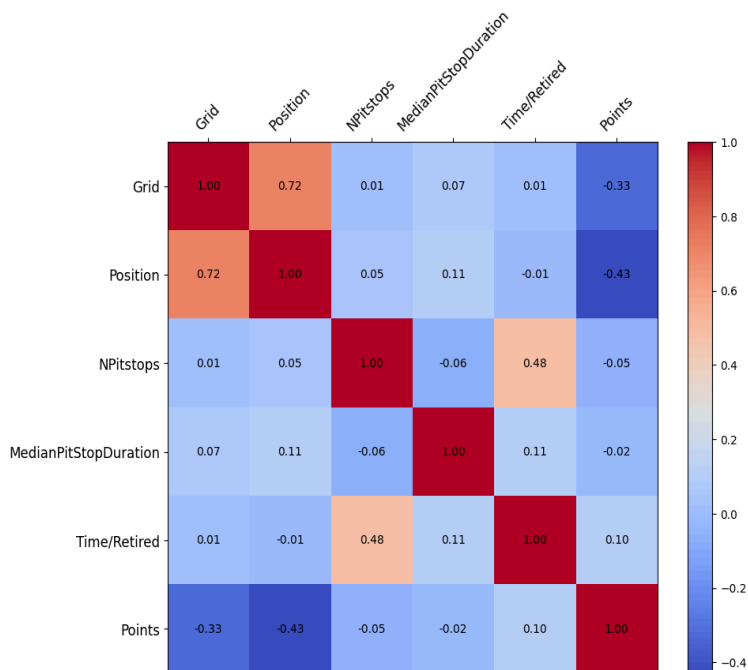 Grid Position NPitstops MedianPitStopDuration Time/Retired Points
Grid 1.00 0.72 0.01 0.07 0.01 -0.33
Position 0.72 1.00 0.05 0.11 -0.01 -0.43
NPitstops 0.01 0.05 1.00 -0.06 0.48 -0.05
MedianPitStopDuration 0.07 0.11 -0.06 1.00 0.11 -0.02
Time/Retired 0.01 -0.01 0.48 0.11 1.00 0.10
Points -0.33 -0.43 -0.05 -0.02 0.10 1.00
1.0
0.8
0.6
0.4
0.2
0.0
−0.2
−0.4